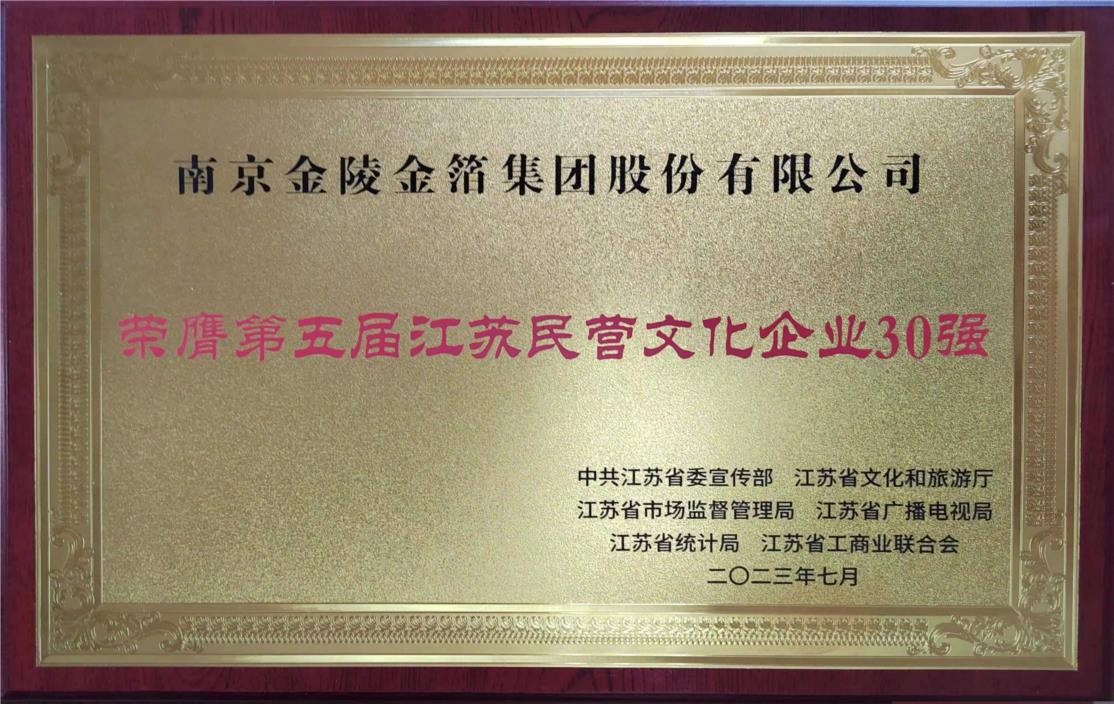 南京金陵金箔集团股份有限公司
荣膺第五届江苏民营文化企业30强
中共江苏省委宣传部 江苏省文化和旅游厅
江苏省市场监督管理局 江苏省广播电视局
江苏省统计局 江苏省工商业联合会
二〇二三年七月